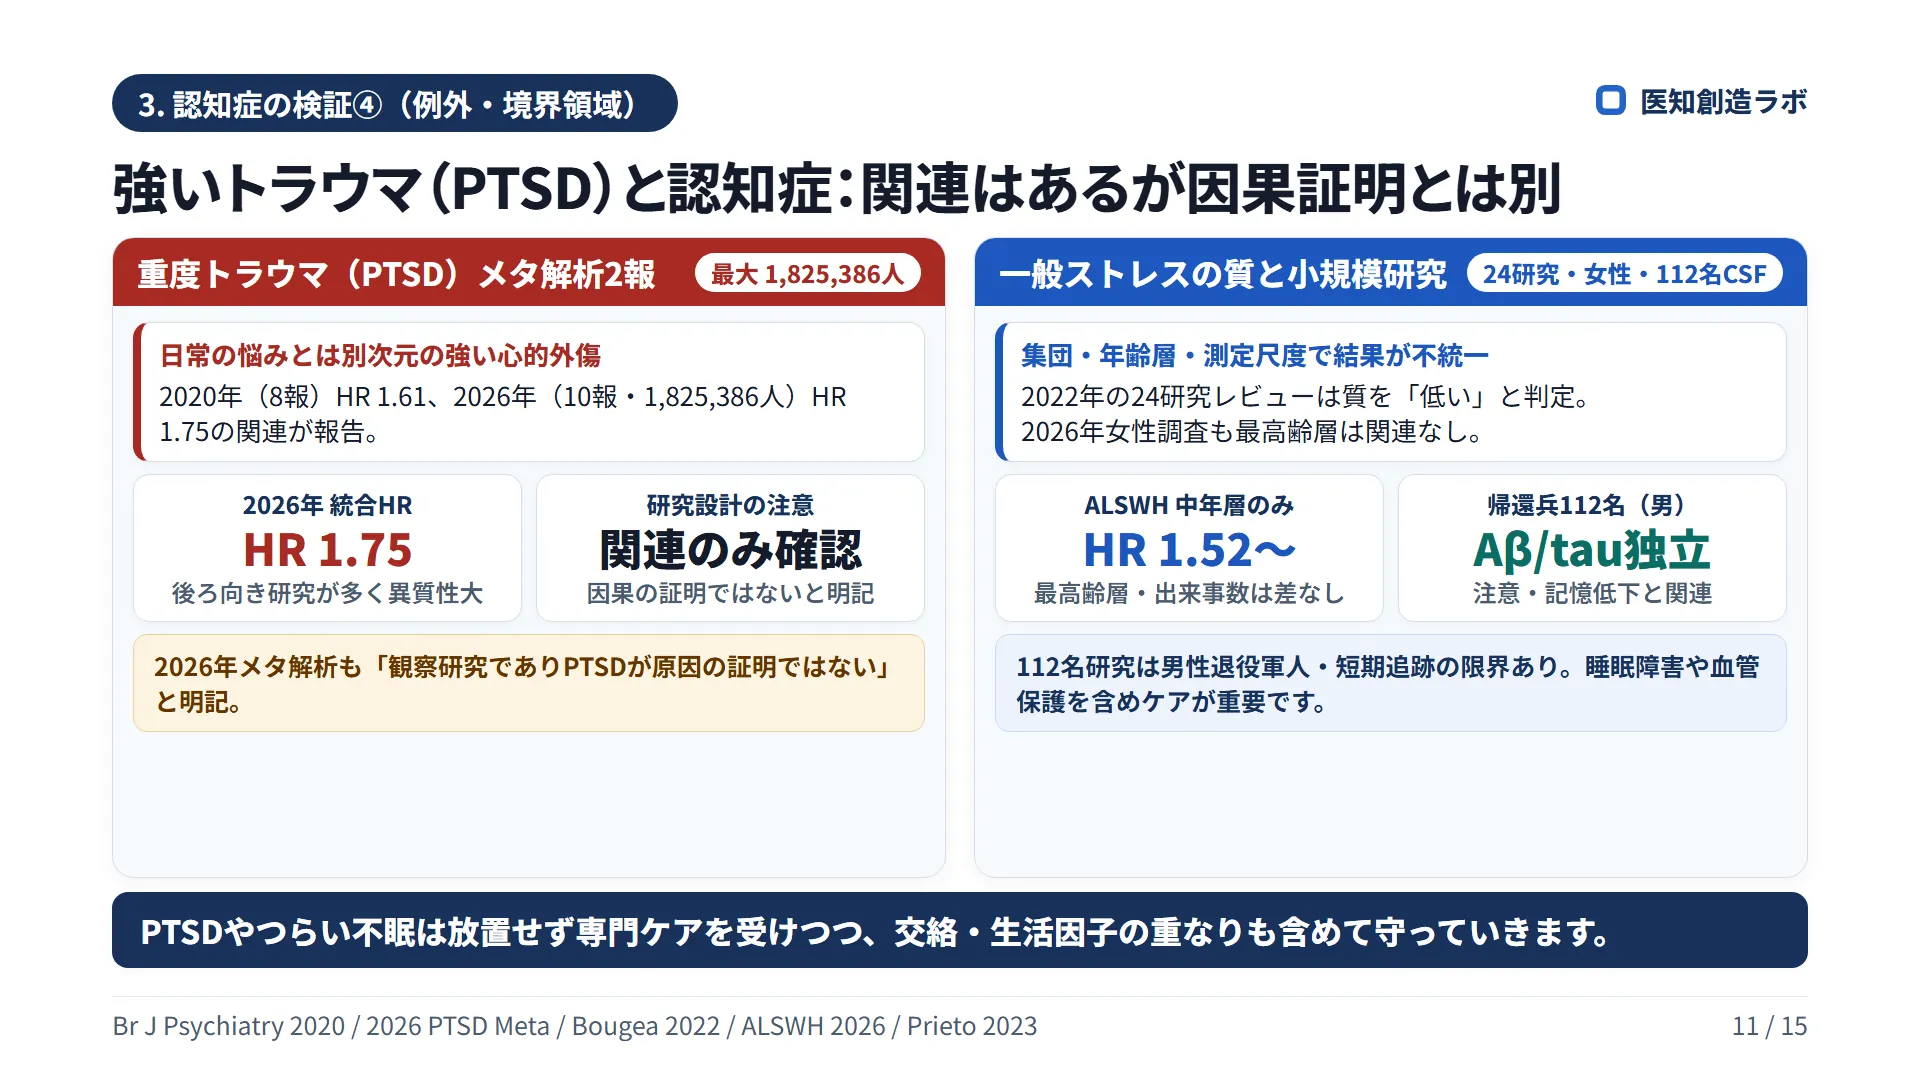 3. 認知症の検証④（例外・境界領域）
医知創造ラボ
強いトラウマ（PTSD）と認知症：関連はあるが因果証明とは別
重度トラウマ（PTSD）メタ解析2報
最大 1,825,386人
日常の悩みとは別次元の強い心的外傷
2020年（8報）HR 1.61、2026年（10報・1,825,386人）HR
1.75の関連が報告。
2026年 統合HR
HR 1.75
後ろ向き研究が多く異質性大
研究設計の注意
関連のみ確認
因果の証明ではないと明記
2026年メタ解析も「観察研究でありPTSDが原因の証明ではない」
と明記。
一般ストレスの質と小規模研究
24研究・女性・112名CSF
集団・年齢層・測定尺度で結果が不統一
2022年の24研究レビューは質を「低い」と判定。
2026年女性調査も最高齢層は関連なし。
ALSWH 中年層のみ
HR 1.52〜
最高齢層・出来事数は差なし
帰還兵112名（男）
Aβ/tau独立
注意・記憶低下と関連
112名研究は男性退役軍人・短期追跡の限界あり。睡眠障害や血管
保護を含めケアが重要です。
PTSDやつらい不眠は放置せず専門ケアを受けつつ、交絡・生活因子の重なりも含めて守っていきます。
Br J Psychiatry 2020 / 2026 PTSD Meta / Bougea 2022 / ALSWH 2026 / Prieto 2023
11 / 15